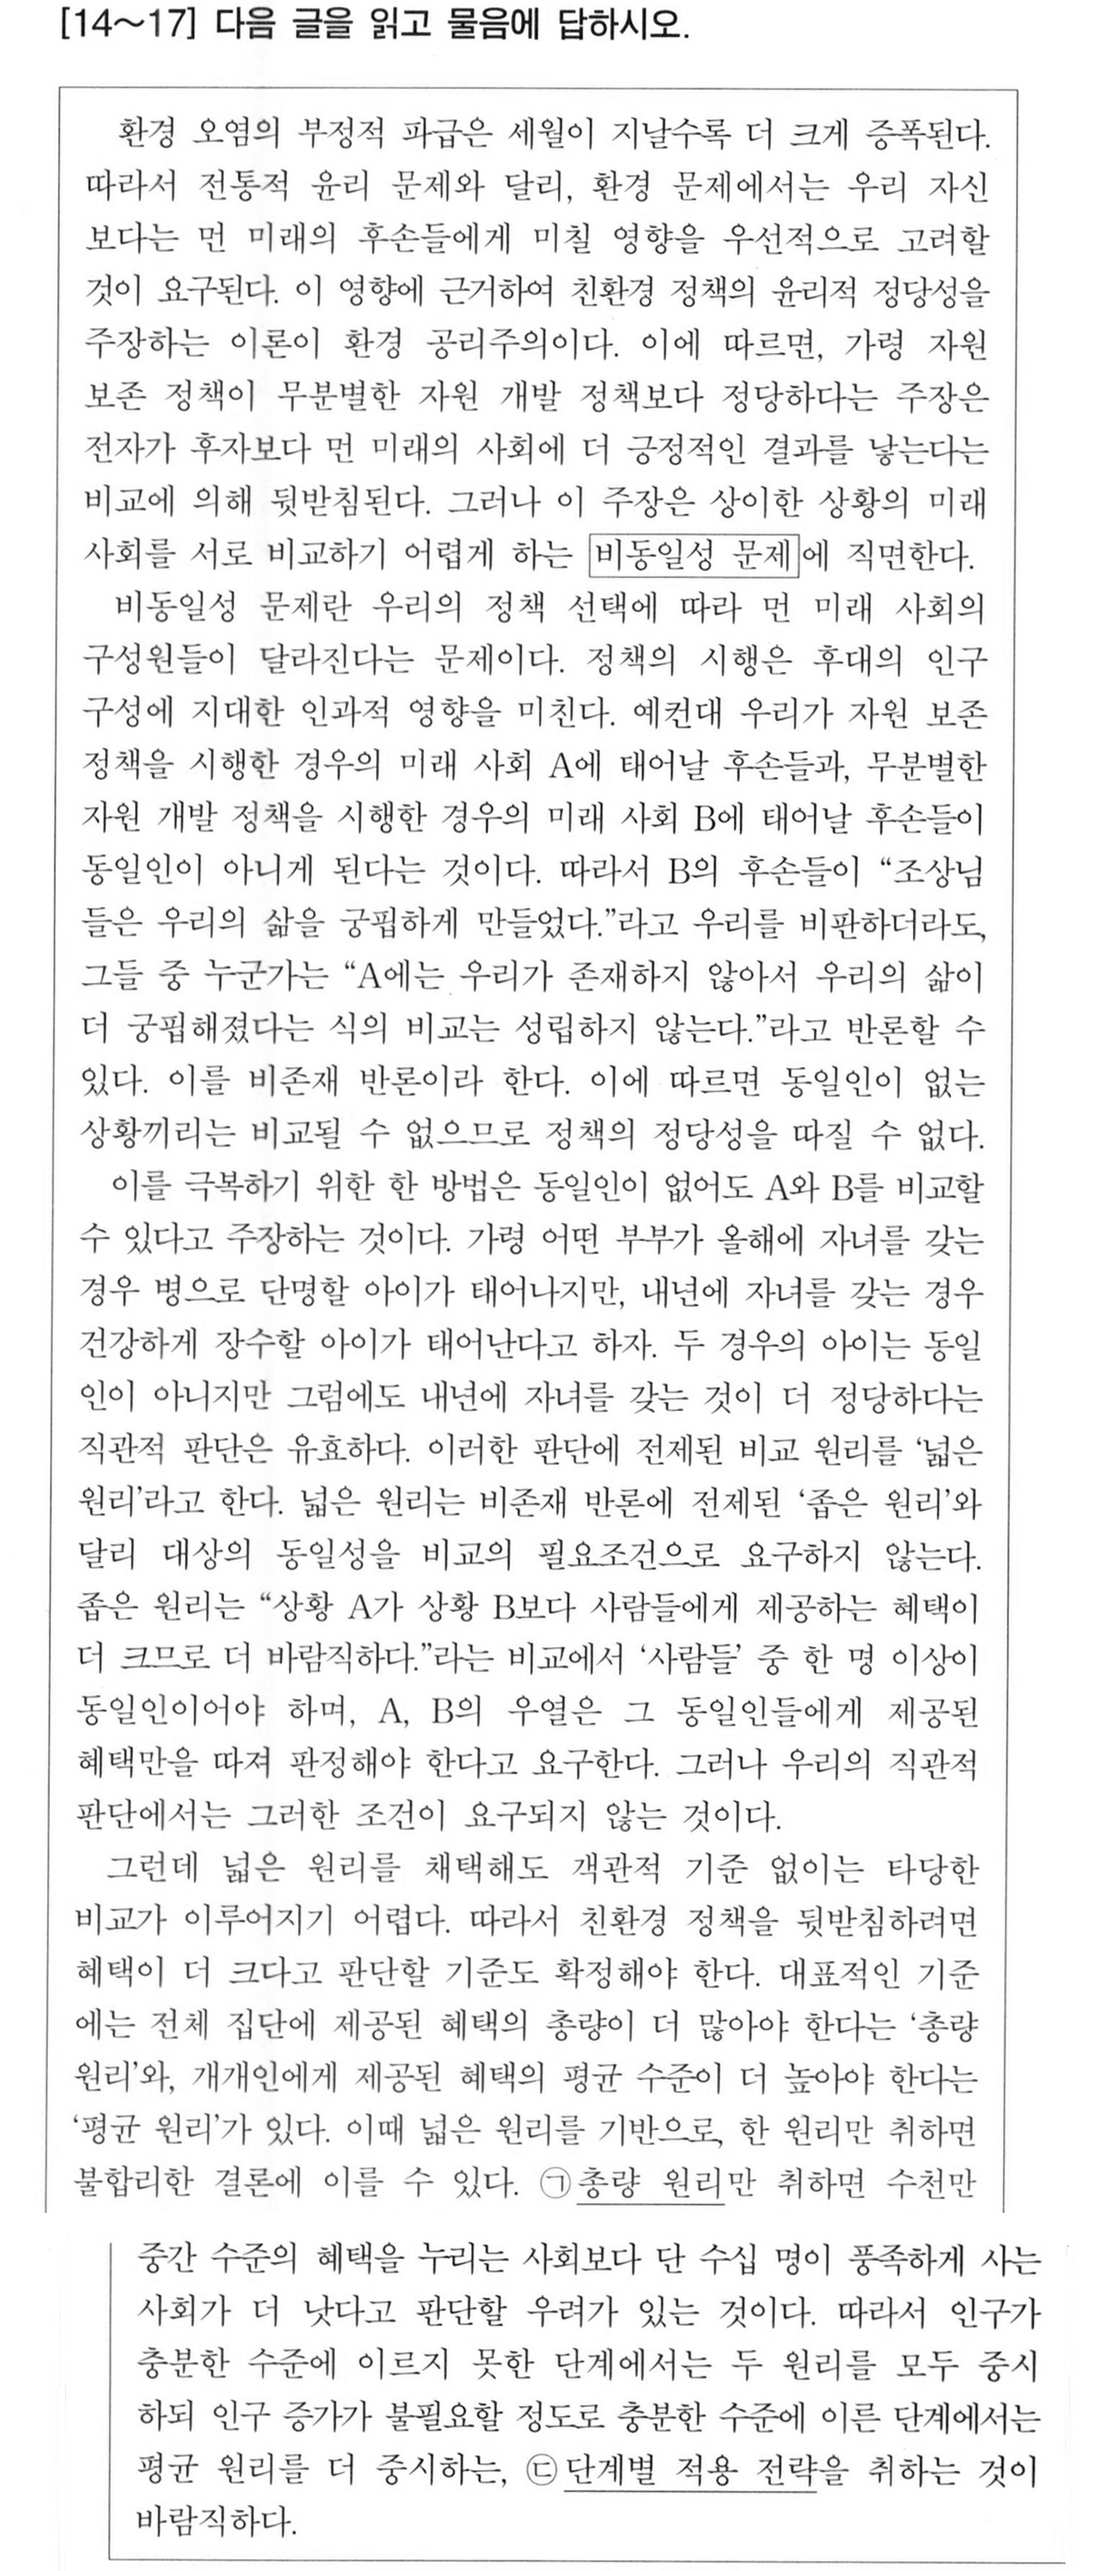 [14～17] 다음 글을 읽고 물음에 답하시오.
환경 오염의 부정적 파급은 세월이 지날수록 더 크게 증폭된다.
따라서 전통적 윤리 문제와 달리, 환경 문제에서는 우리 자신
보다는 먼 미래의 후손들에게 미칠 영향을 우선적으로 고려할
것이 요구된다. 이 영향에 근거하여 친환경 정책의 윤리적 정당성을
주장하는 이론이 환경 공리주의이다. 이에 따르면, 가령 자원
보존 정책이 무분별한 자원 개발 정책보다 정당하다는 주장은
전자가 후자보다 먼 미래의 사회에 더 긍정적인 결과를 낳는다는
비교에 의해 뒷받침된다. 그러나 이 주장은 상이한 상황의 미래
사회를 서로 비교하기 어렵게 하는 비동일성 문제에 직면한다.
비동일성 문제란 우리의 정책 선택에 따라 먼 미래 사회의
구성원들이 달라진다는 문제이다. 정책의 시행은 후대의 인구
구성에 지대한 인과적 영향을 미친다. 예컨대 우리가 자원 보존
정책을 시행한 경우의 미래 사회 A에 태어날 후손들과, 무분별한
자원 개발 정책을 시행한 경우의 미래 사회 B에 태어날 후손들이
동일인이 아니게 된다는 것이다. 따라서 B의 후손들이 “조상님
들은 우리의 삶을 궁핍하게 만들었다.”라고 우리를 비판하더라도,
그들 중 누군가는 “A에는 우리가 존재하지 않아서 우리의 삶이
더 궁핍해졌다는 식의 비교는 성립하지 않는다.”라고 반론할 수
있다. 이를 비존재 반론이라 한다. 이에 따르면 동일인이 없는
상황끼리는 비교될 수 없으므로 정책의 정당성을 따질 수 없다.
이를 극복하기 위한 한 방법은 동일인이 없어도 A와 B를 비교할
수 있다고 주장하는 것이다. 가령 어떤 부부가 올해에 자녀를 갖는
경우 병으로 단명할 아이가 태어나지만, 내년에 자녀를 갖는 경우
건강하게 장수할 아이가 태어난다고 하자. 두 경우의 아이는 동일
인이 아니지만 그럼에도 내년에 자녀를 갖는 것이 더 정당하다는
직관적 판단은 유효하다. 이러한 판단에 전제된 비교 원리를 ‘넓은
원리’라고 한다. 넓은 원리는 비존재 반론에 전제된 ‘좁은 원리’와
달리 대상의 동일성을 비교의 필요조건으로 요구하지 않는다.
좁은 원리는 “상황 A가 상황 B보다 사람들에게 제공하는 혜택이
더 크므로 더 바람직하다.”라는 비교에서 ‘사람들’ 중 한 명 이상이
동일인이어야 하며, A, B의 우열은 그 동일인들에게 제공된
혜택만을 따져 판정해야 한다고 요구한다. 그러나 우리의 직관적
판단에서는 그러한 조건이 요구되지 않는 것이다.
그런데 넓은 원리를 채택해도 객관적 기준 없이는 타당한
비교가 이루어지기 어렵다. 따라서 친환경 정책을 뒷받침하려면
혜택이 더 크다고 판단할 기준도 확정해야 한다. 대표적인 기준
에는 전체 집단에 제공된 혜택의 총량이 더 많아야 한다는 ‘총량
원리’와, 개개인에게 제공된 혜택의 평균 수준이 더 높아야 한다는
‘평균 원리’가 있다. 이때 넓은 원리를 기반으로, 한 원리만 취하면
불합리한 결론에 이를 수 있다. ㉠총량 원리만 취하면 수천만
중간 수준의 혜택을 누리는 사회보다 단 수십 명이 풍족하게 사는
사회가 더 낫다고 판단할 우려가 있는 것이다. 따라서 인구가
충분한 수준에 이르지 못한 단계에서는 두 원리를 모두 중시
하되 인구 증가가 불필요할 정도로 충분한 수준에 이른 단계에서는
평균 원리를 더 중시하는, ㉢단계별 적용 전략을 취하는 것이
바람직하다.